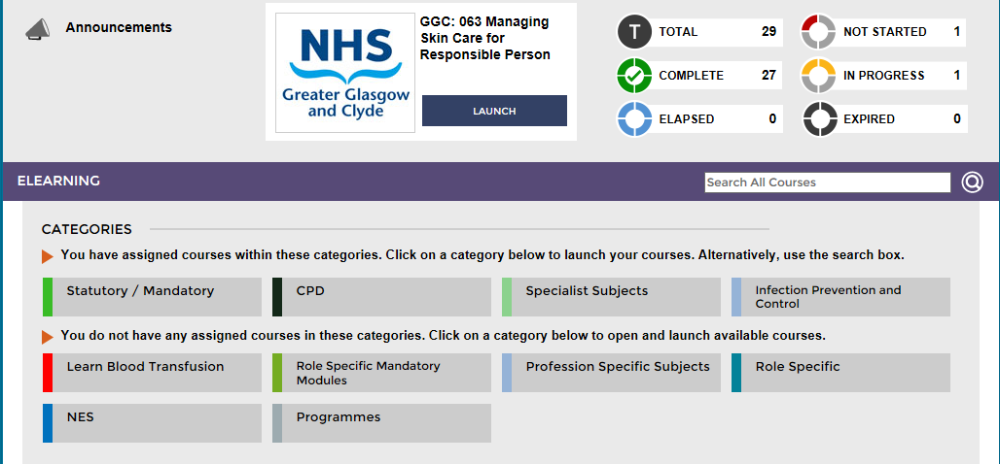 Announcements
NHS
Greater Glasgow
and Clyde
GGC: 063 Managing
Skin Care for
Responsible Person
LAUNCH
T TOTAL 29
NOT STARTED 1
COMPLETE 27
IN PROGRESS 1
ELAPSED 0
EXPIRED 0
ELEARNING
Search All Courses
CATEGORIES
You have assigned courses within these categories. Click on a category below to launch your courses. Alternatively, use the search box.
Statutory / Mandatory
CPD
Specialist Subjects
Infection Prevention and
Control
You do not have any assigned courses in these categories. Click on a category below to open and launch available courses.
Learn Blood Transfusion
Role Specific Mandatory
Modules
Profession Specific Subjects
Role Specific
NES
Programmes